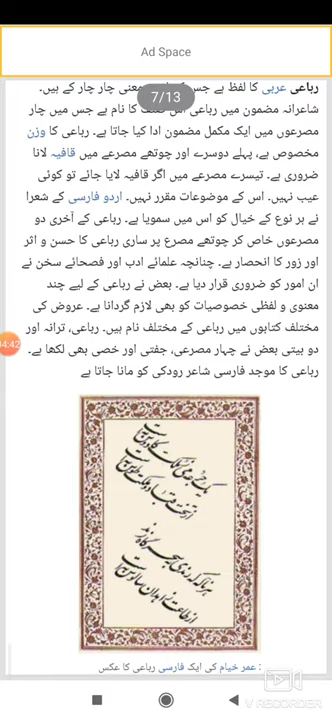 Ad Space
رباعی عربی کا لفظ ہے جس کے معنی چار چار کے ہیں۔
7/13
شاعرانہ مضمون میں رباعی اس صنف کا نام ہے جس میں چار
مصرعوں میں ایک مکمل مضمون ادا کیا جاتا ہے۔ رباعی کا وزن
مخصوص ہے، پہلے دوسرے اور چوتھے مصرعے میں قافیہ لانا
ضروری ہے۔ تیسرے مصرعے میں اگر قافیہ لایا جائے تو کوئی
عیب نہیں۔ اس کے موضوعات مقرر نہیں۔ اردو فارسی کے شعرا
نے ہر نوع کے خیال کو اس میں سمویا ہے۔ رباعی کے آخری دو
مصرعوں خاص کر چوتھے مصرع پر ساری رباعی کا حسن و اثر
اور زور کا انحصار ہے۔ چنانچہ علمائے ادب اور فصحائے سخن نے
ان امور کو ضروری قرار دیا ہے۔ بعض نے رباعی کے لیے چند
معنوی و لفظی خصوصیات کو بھی لازم گردانا ہے۔ عروض کی
مختلف کتابوں میں رباعی کے مختلف نام ہیں۔ رباعی، ترانہ اور
04:42
دو بیتی بعض نے چہار مصرعی، جفتی اور خصی بھی لکھا ہے۔
رباعی کا موجد فارسی شاعر رودکی کو مانا جاتا ہے
: عمر خیام کی ایک فارسی رباعی کا عکس
V RECORDER